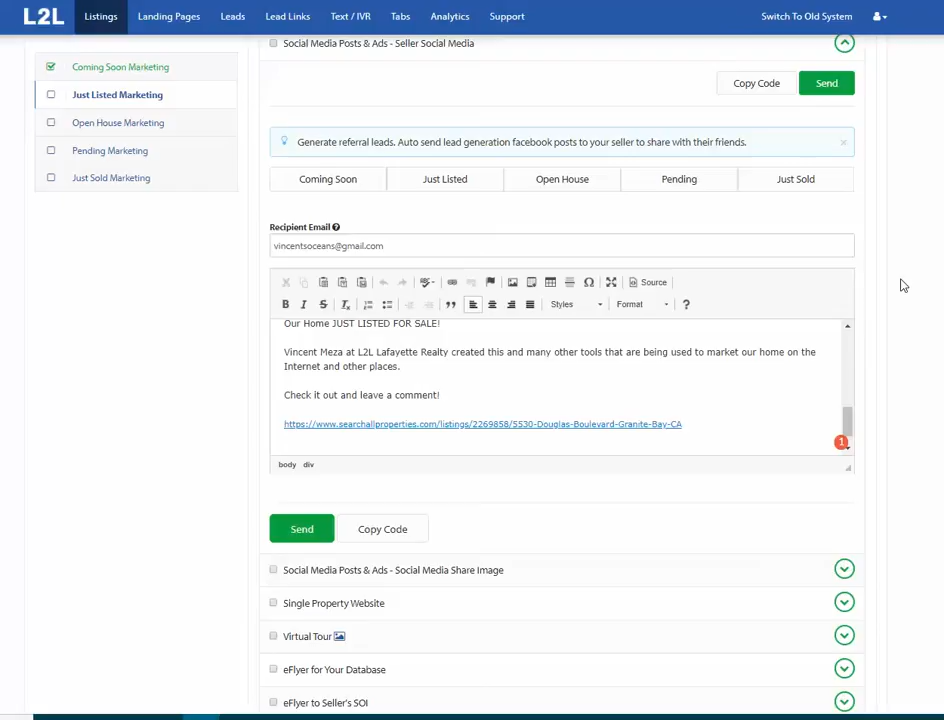 L2L Listings Landing Pages Leads Lead Links Text / IVR Tabs Analytics Support Switch To Old System
Coming Soon Marketing
Just Listed Marketing
Open House Marketing
Pending Marketing
Just Sold Marketing
Social Media Posts & Ads - Seller Social Media
Copy Code Send
Generate referral leads. Auto send lead generation facebook posts to your seller to share with their friends. ×
Coming Soon Just Listed Open House Pending Just Sold
Recipient Email ?
vincentsoceans@gmail.com
Source
B I S Tx Styles Format ?
Our Home JUST LISTED FOR SALE!
Vincent Meza at L2L Lafayette Realty created this and many other tools that are being used to market our home on the
Internet and other places.
Check it out and leave a comment!
https://www.searchallproperties.com/listings/2269858/5530-Douglas-Boulevard-Granite-Bay-CA
1
body div
Send Copy Code
Social Media Posts & Ads - Social Media Share Image
Single Property Website
Virtual Tour
eFlyer for Your Database
eFlyer to Seller's SOI